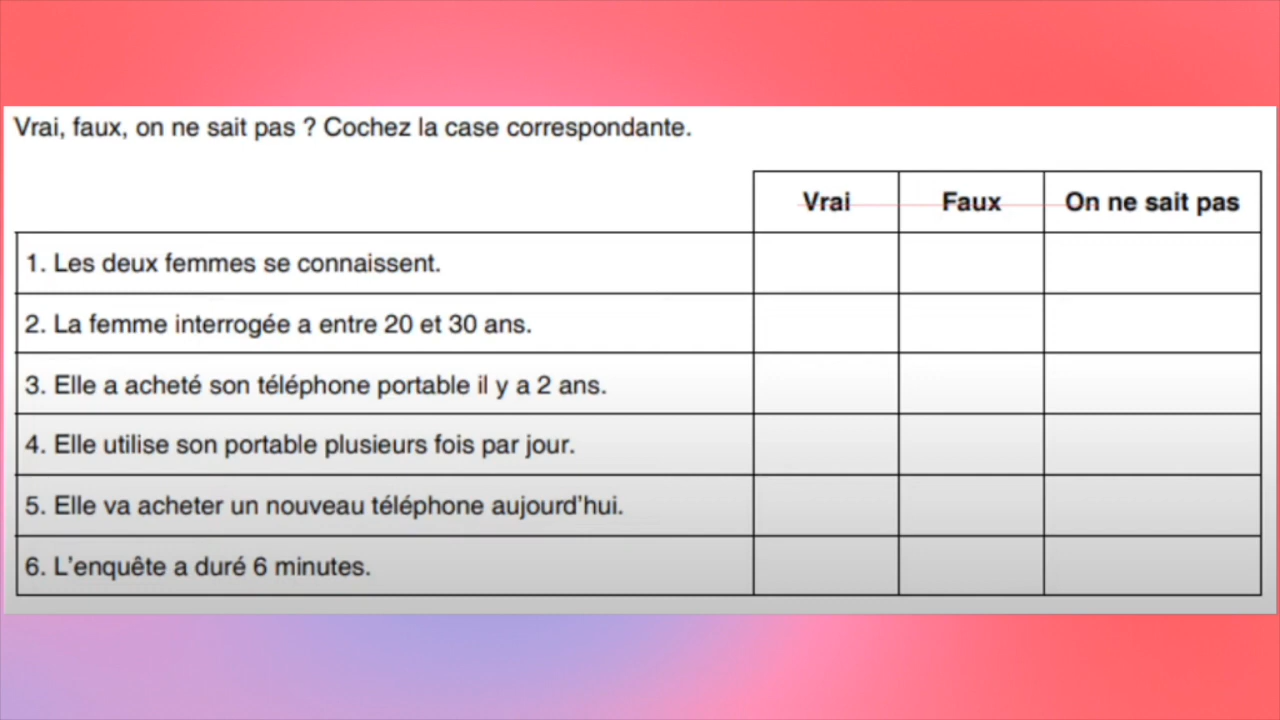 Vrai, faux, on ne sait pas ? Cochez la case correspondante.
Vrai Faux On ne sait pas
1. Les deux femmes se connaissent.
2. La femme interrogée a entre 20 et 30 ans.
3. Elle a acheté son téléphone portable il y a 2 ans.
4. Elle utilise son portable plusieurs fois par jour.
5. Elle va acheter un nouveau téléphone aujourd’hui.
6. L’enquête a duré 6 minutes.